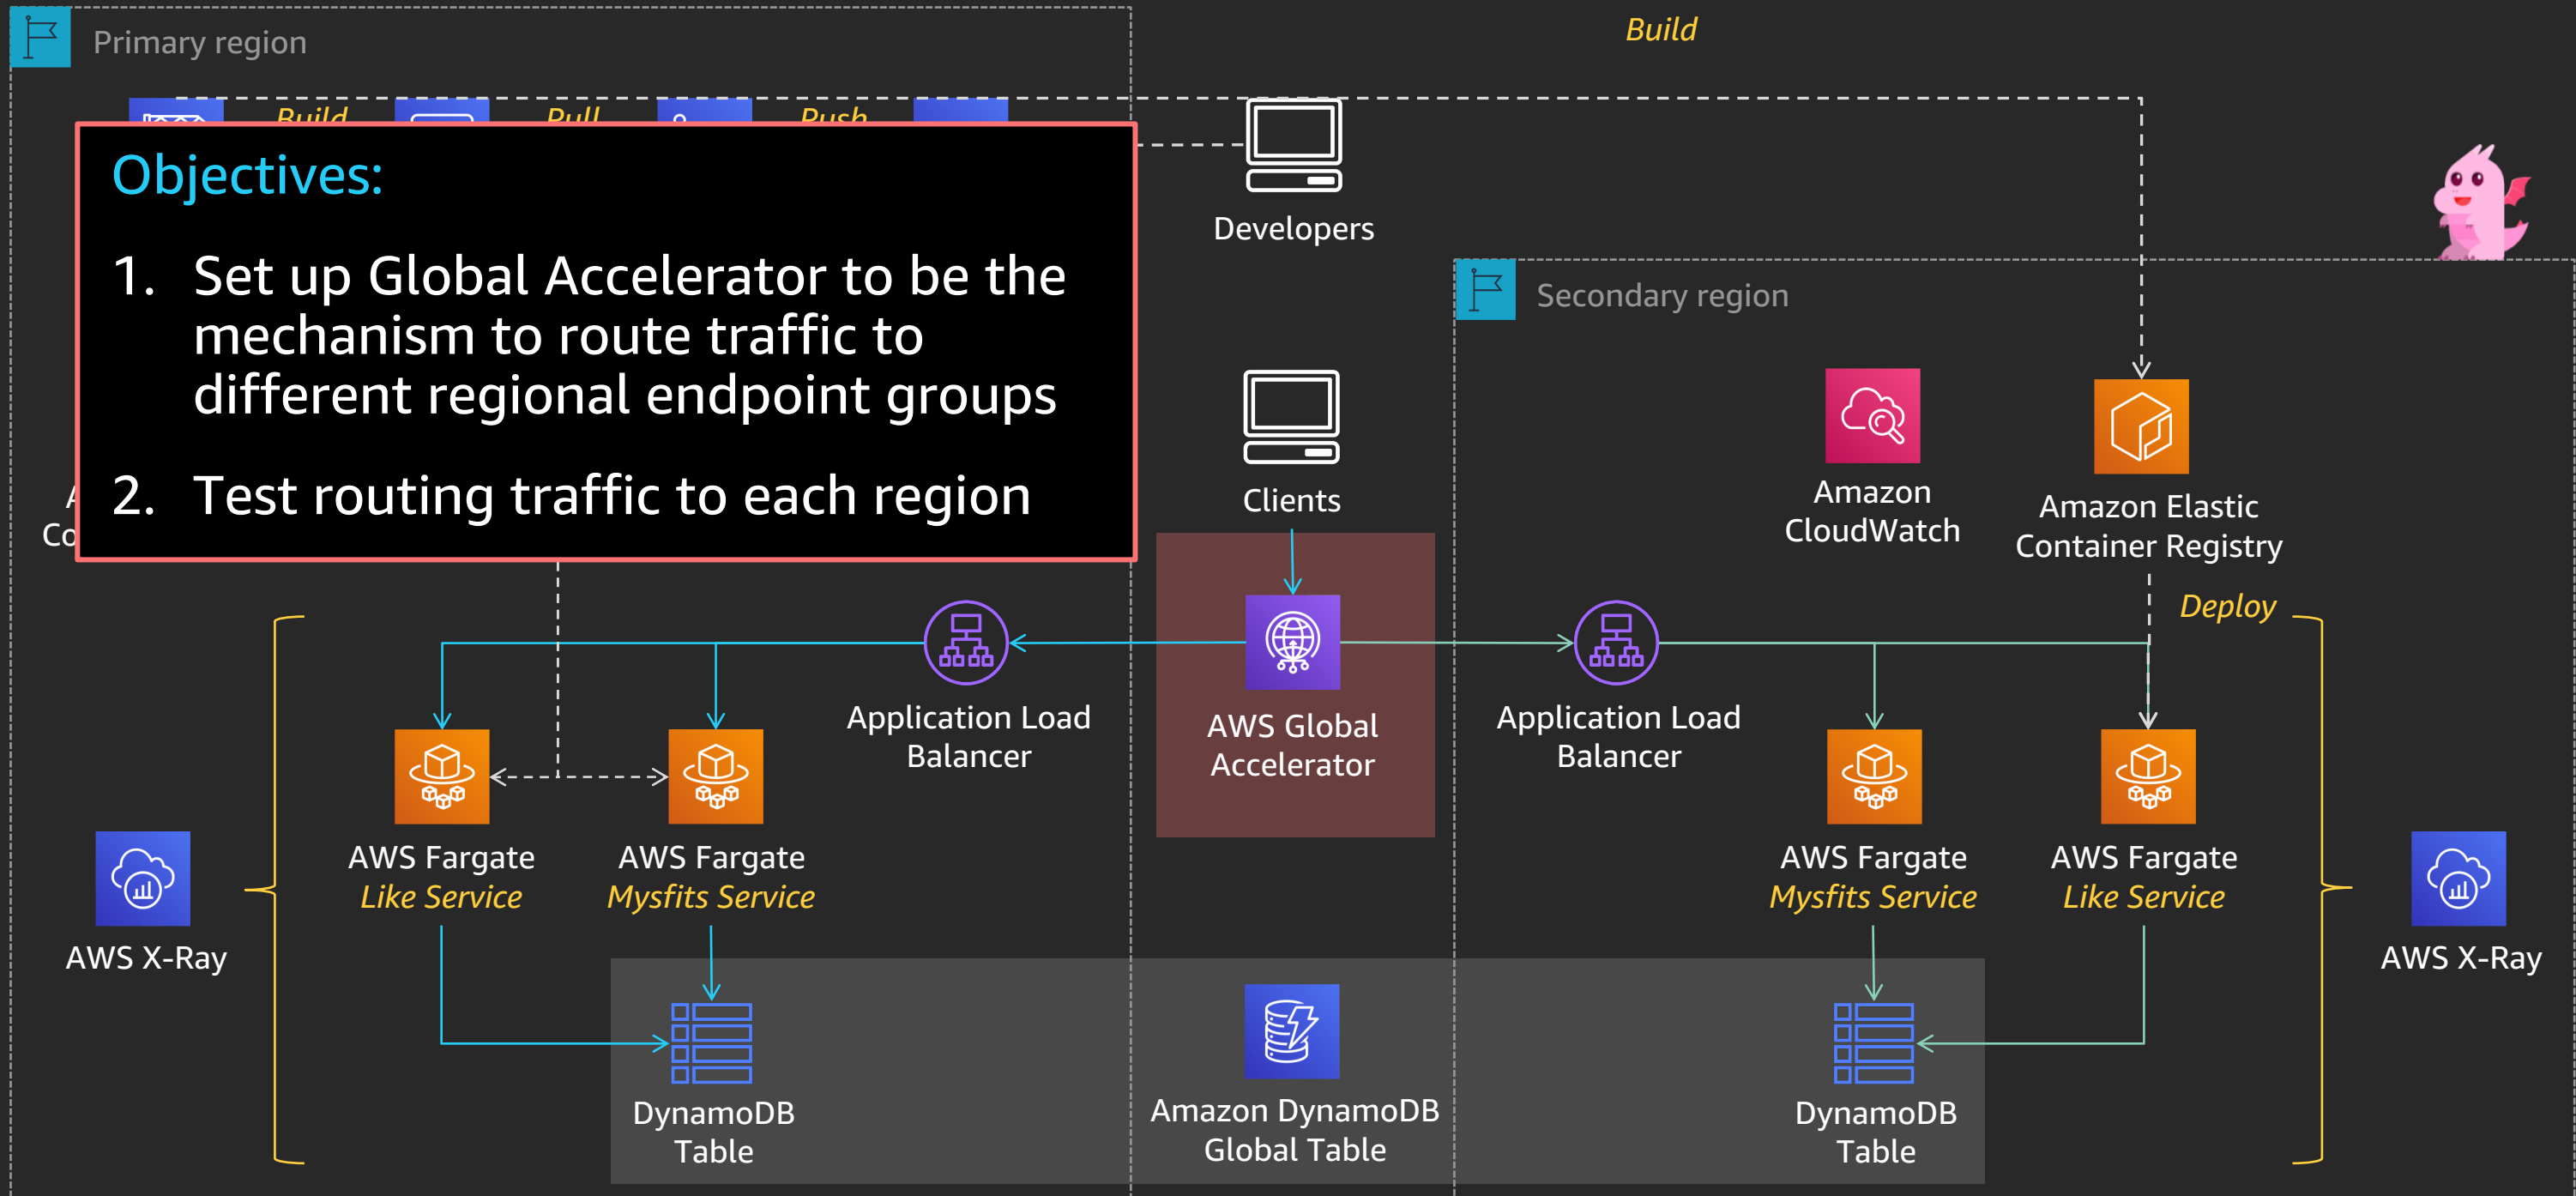 Primary region
Build
Build
Pull
Push
Objectives:
1. Set up Global Accelerator to be the
mechanism to route traffic to
different regional endpoint groups
2. Test routing traffic to each region
Developers
Secondary region
Clients
Amazon
CloudWatch
Amazon Elastic
Container Registry
Deploy
Application Load
Balancer
AWS Global
Accelerator
Application Load
Balancer
AWS Fargate
Like Service
AWS Fargate
Mysfits Service
AWS Fargate
Mysfits Service
AWS Fargate
Like Service
AWS X-Ray
AWS X-Ray
DynamoDB
Table
Amazon DynamoDB
Global Table
DynamoDB
Table